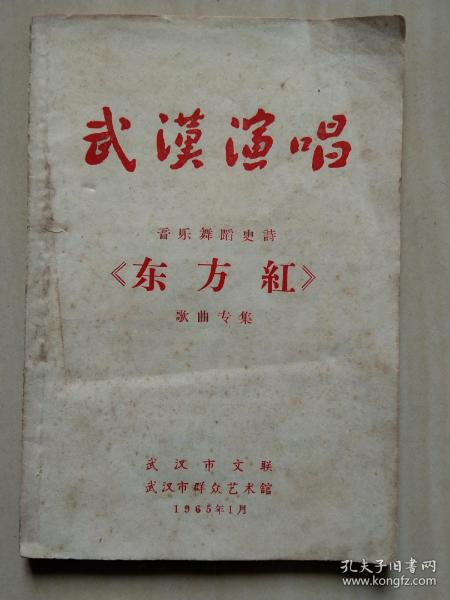 武漢演唱
音乐舞蹈史詩
《东方紅》
歌曲专集
武汉市文联
武汉市群众艺术館
1965年1月
孔夫子旧书网
www.kongfz.com